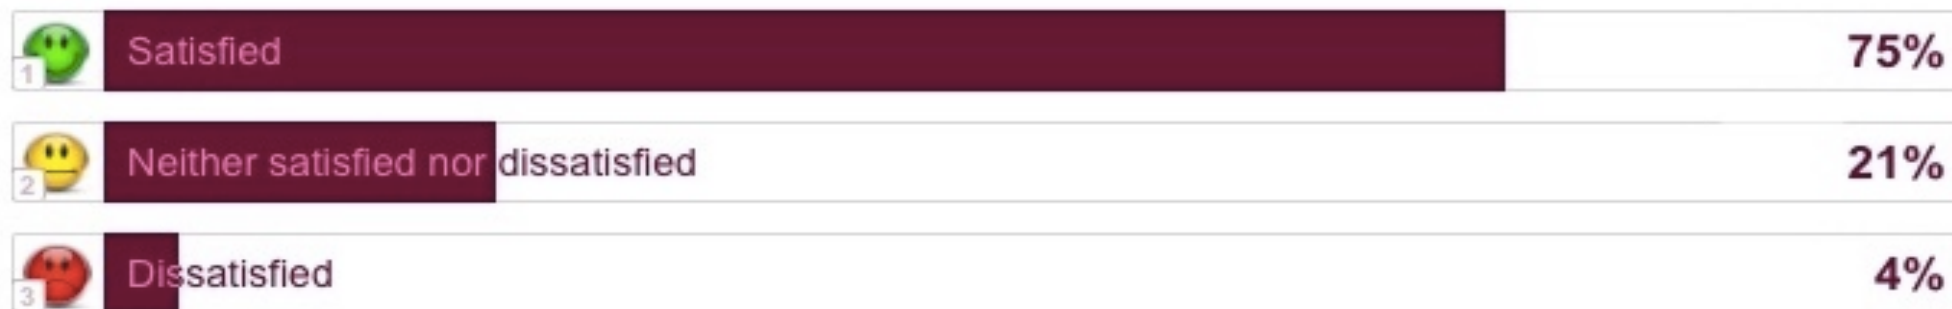 1 Satisfied 75%
2 Neither satisfied nor dissatisfied 21%
3 Dissatisfied 4%